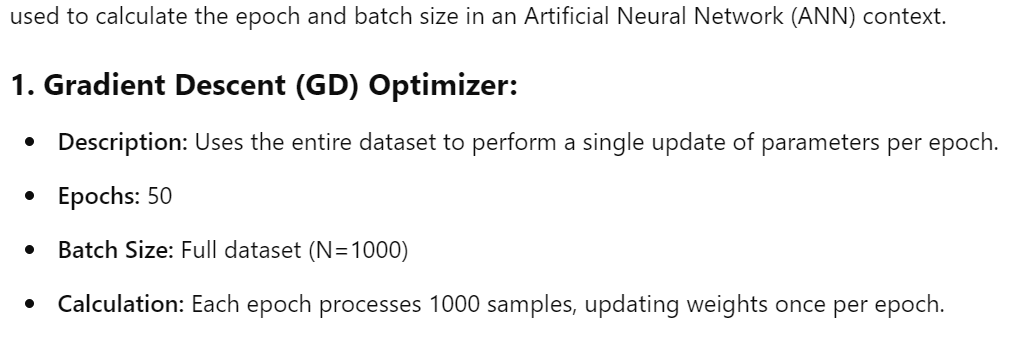 used to calculate the epoch and batch size in an Artificial Neural Network (ANN) context.
1. Gradient Descent (GD) Optimizer:
• Description: Uses the entire dataset to perform a single update of parameters per epoch.
• Epochs: 50
• Batch Size: Full dataset (N=1000)
• Calculation: Each epoch processes 1000 samples, updating weights once per epoch.